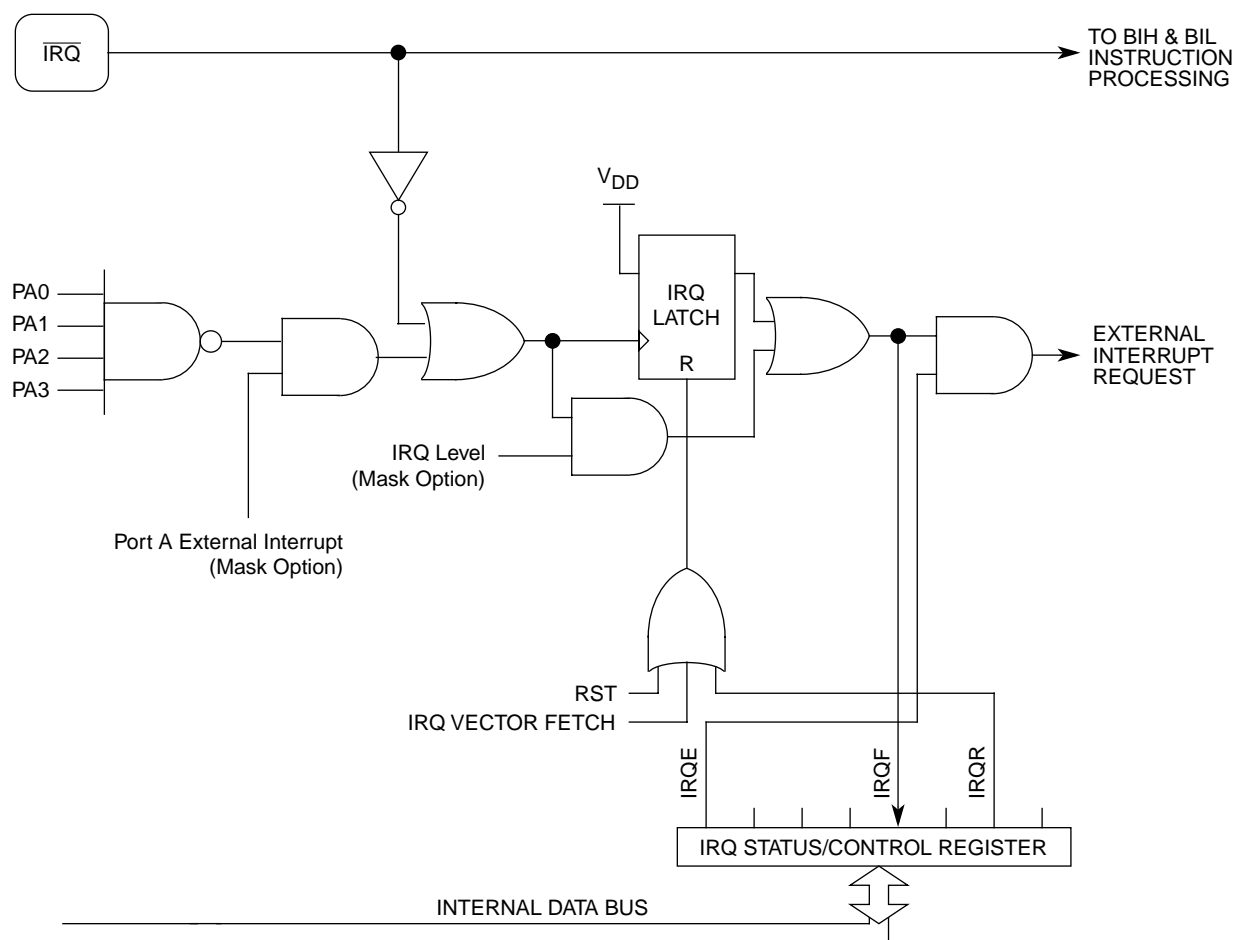 IRQ
TO BIH & BIL
INSTRUCTION
PROCESSING
VDD
PA0
PA1
PA2
PA3
IRQ
LATCH
R
EXTERNAL
INTERRUPT
REQUEST
IRQ Level
(Mask Option)
Port A External Interrupt
(Mask Option)
RST
IRQ VECTOR FETCH
IRQE
IRQF
IRQR
IRQ STATUS/CONTROL REGISTER
INTERNAL DATA BUS